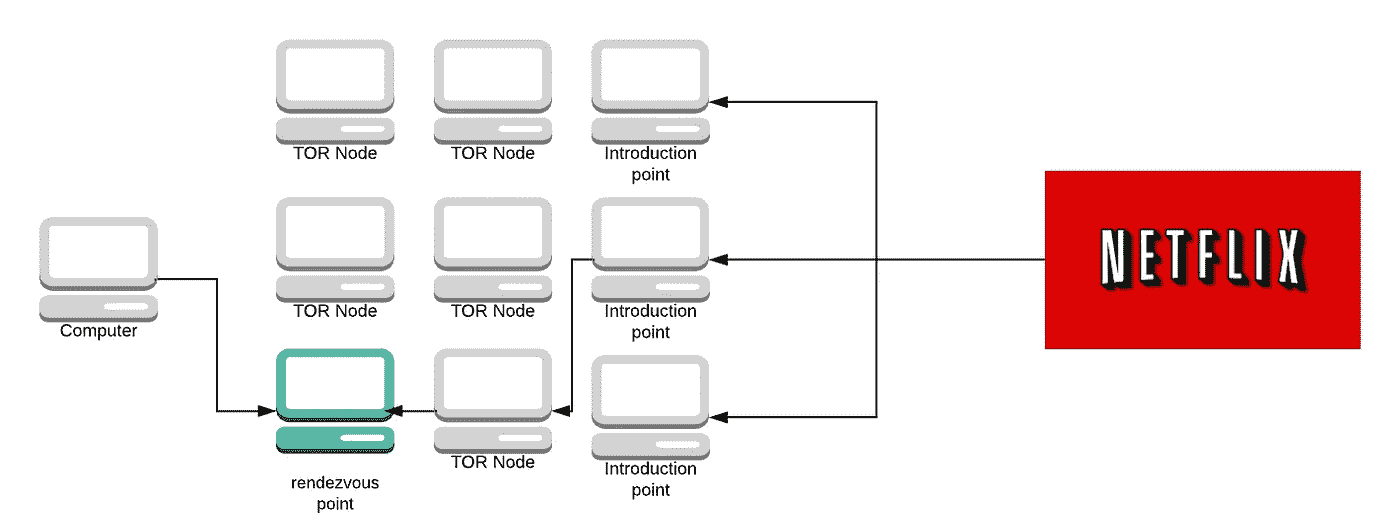 TOR Node
TOR Node
Introduction
point
Computer
TOR Node
TOR Node
Introduction
point
NETFLIX
rendezvous
point
TOR Node
Introduction
point